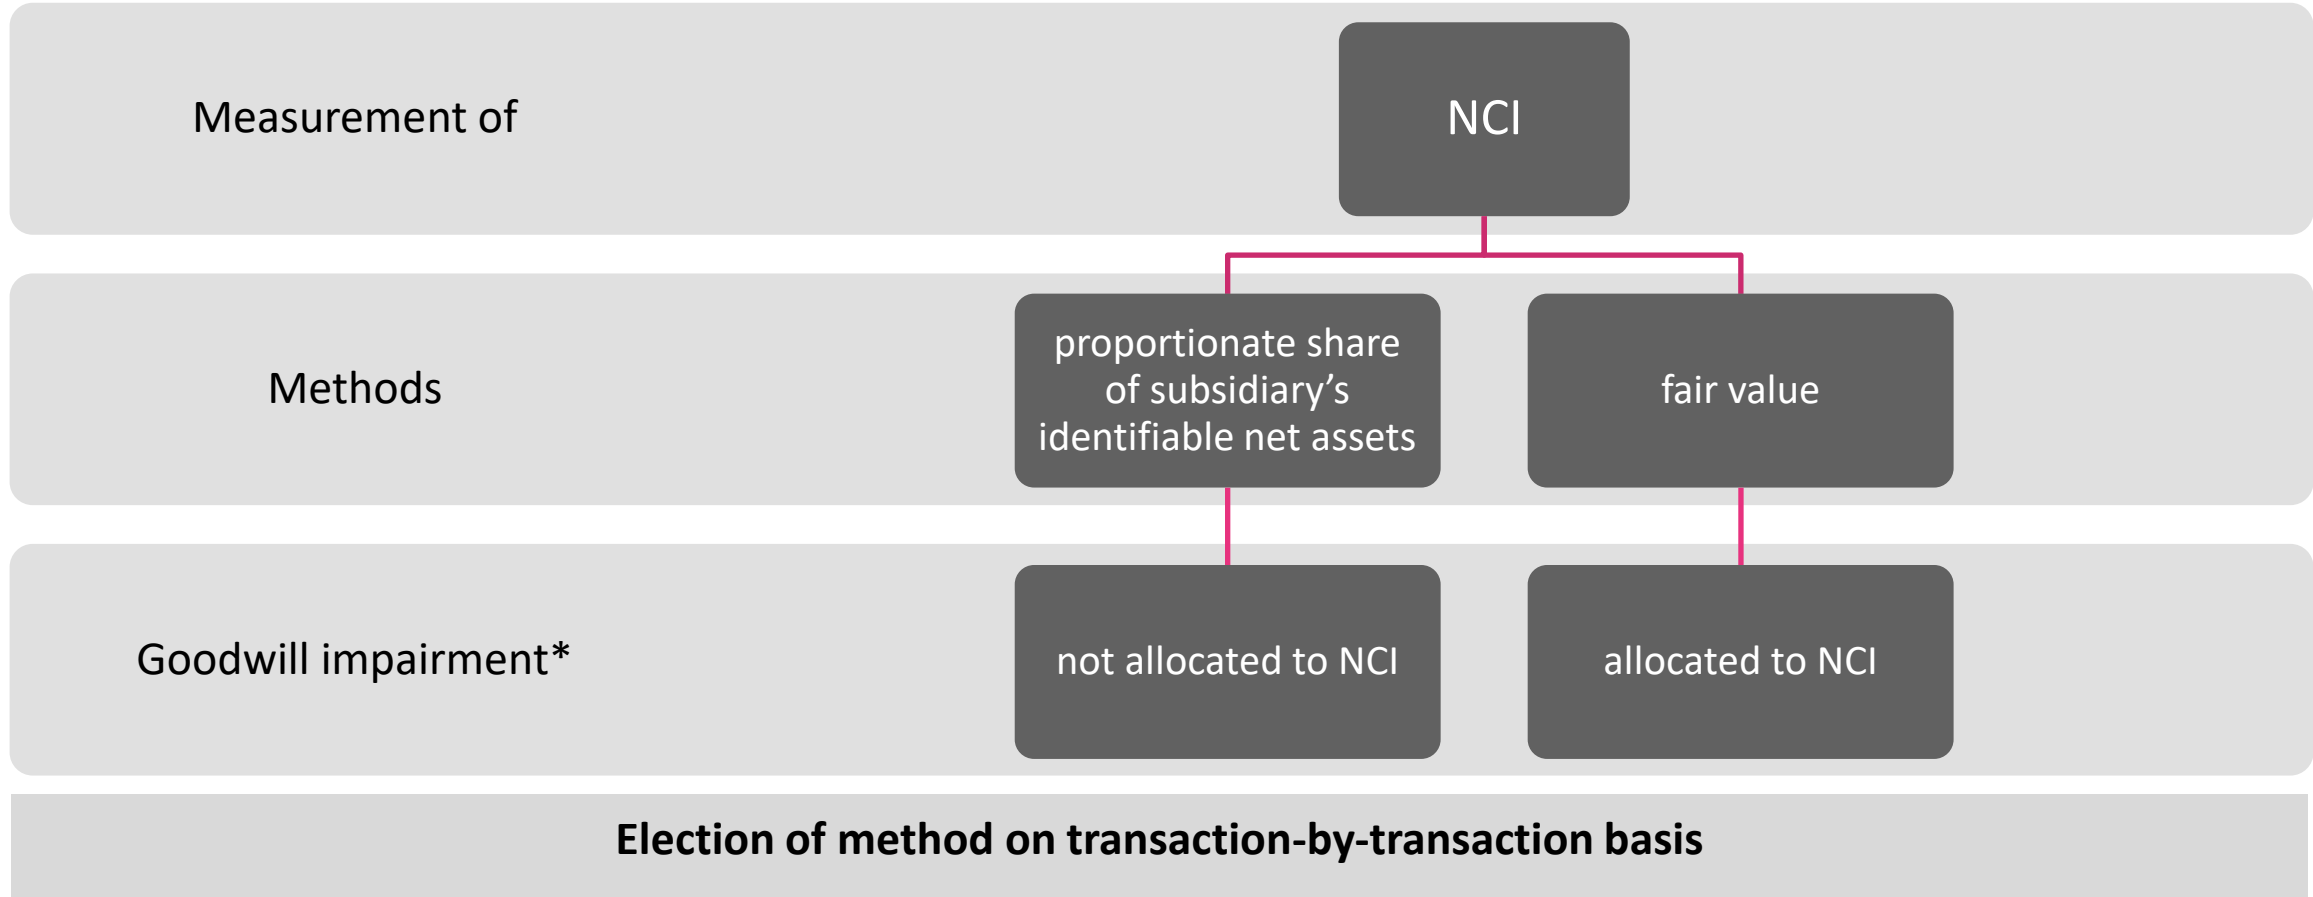 Measurement of
NCI
Methods
proportionate share
of subsidiary’s
identifiable net assets
fair value
Goodwill impairment*
not allocated to NCI
allocated to NCI
Election of method on transaction-by-transaction basis